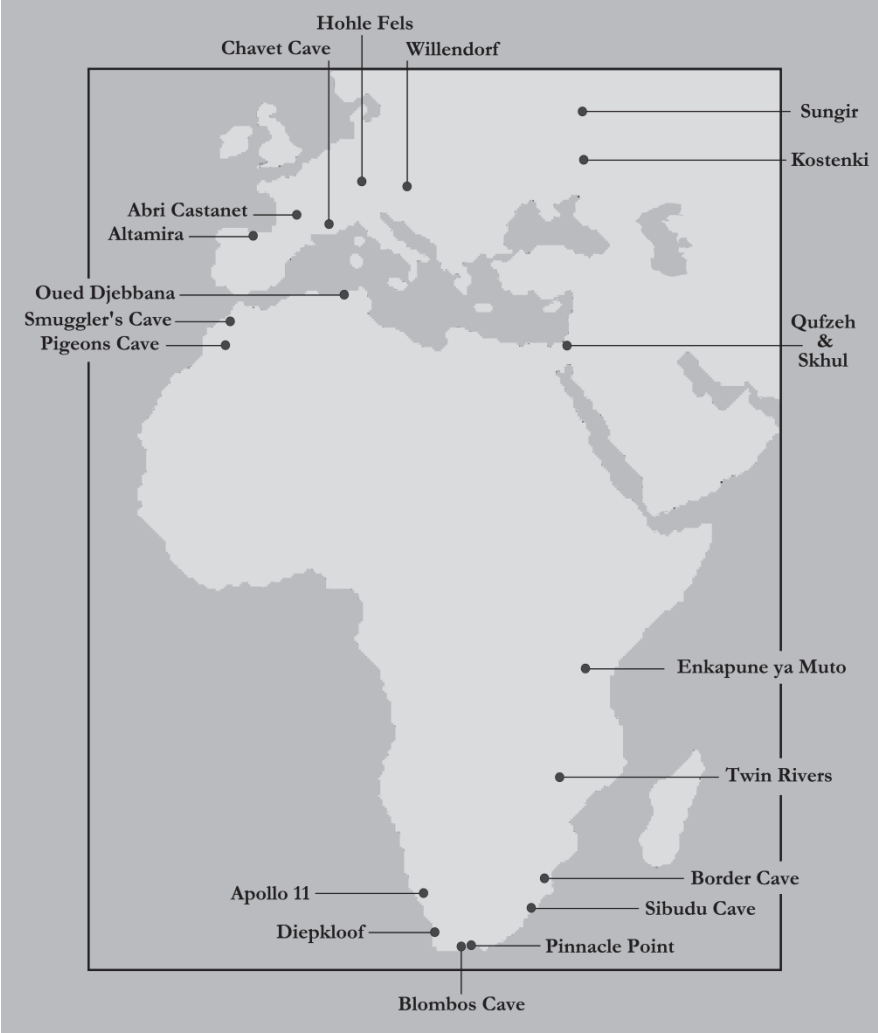 Hohle Fels
Chavet Cave
Willendorf
Sungir
Kostenki
Abri Castanet
Altamira
Oued Djebbana
Smuggler's Cave
Pigeons Cave
Qufzeh
&
Skhul
Enkapune ya Muto
Twin Rivers
Border Cave
Apollo 11
Sibudu Cave
Diepkloof
Pinnacle Point
Blombos Cave